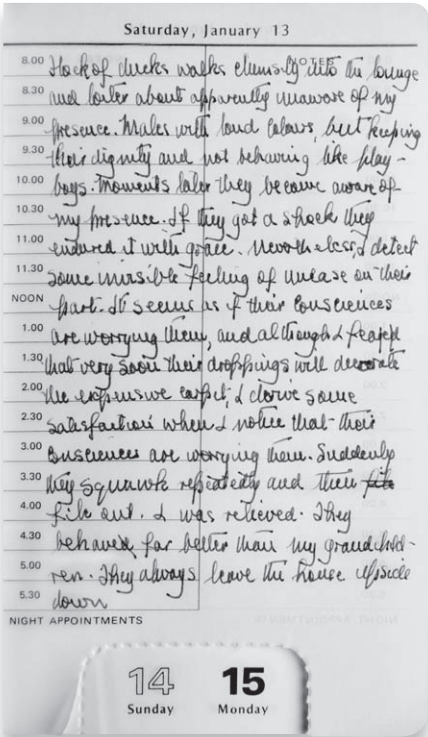 Saturday, January 13
NOTES
8.00 Flock of ducks walks clumsily into the lounge
8.30 and loiter about apparently unaware of my
9.00 presence. Males with loud colours, but keeping
9.30 their dignity and not behaving like play-
10.00 boys. Moments later they become aware of
10.30 my presence. If they got a shock they
11.00 endured it with grace. Nevertheless, I detect
11.30 some invisible feeling of unease on their
NOON part. It seems as if their consciences
1.00 are worrying them, and although I fear
1.30 that very soon their droppings will decorate
2.00 the expensive carpet, I derive some
2.30 satisfaction when I notice that their
3.00 consciences are worrying them. Suddenly
3.30 they squawk repeatedly and then file
4.00 file out. I was relieved. They
4.30 behaved far better than my grandchild-
5.00 ren. They always leave the house upside
5.30 down
NIGHT APPOINTMENTS
14 15
Sunday Monday